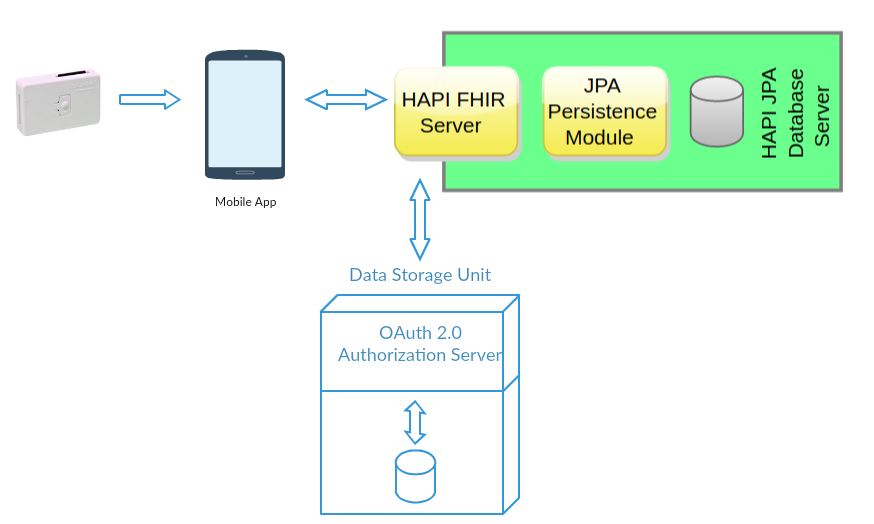 Mobile App
HAPI FHIR
Server
JPA
Persistence
Module
HAPI JPA
Database
Server
Data Storage Unit
OAuth 2.0
Authorization Server